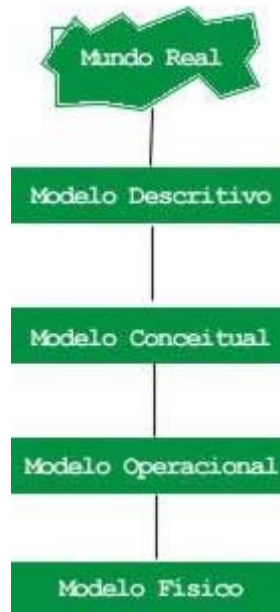 Mundo Real
Modelo Descritivo
Modelo Conceitual
Modelo Operacional
Modelo Físico